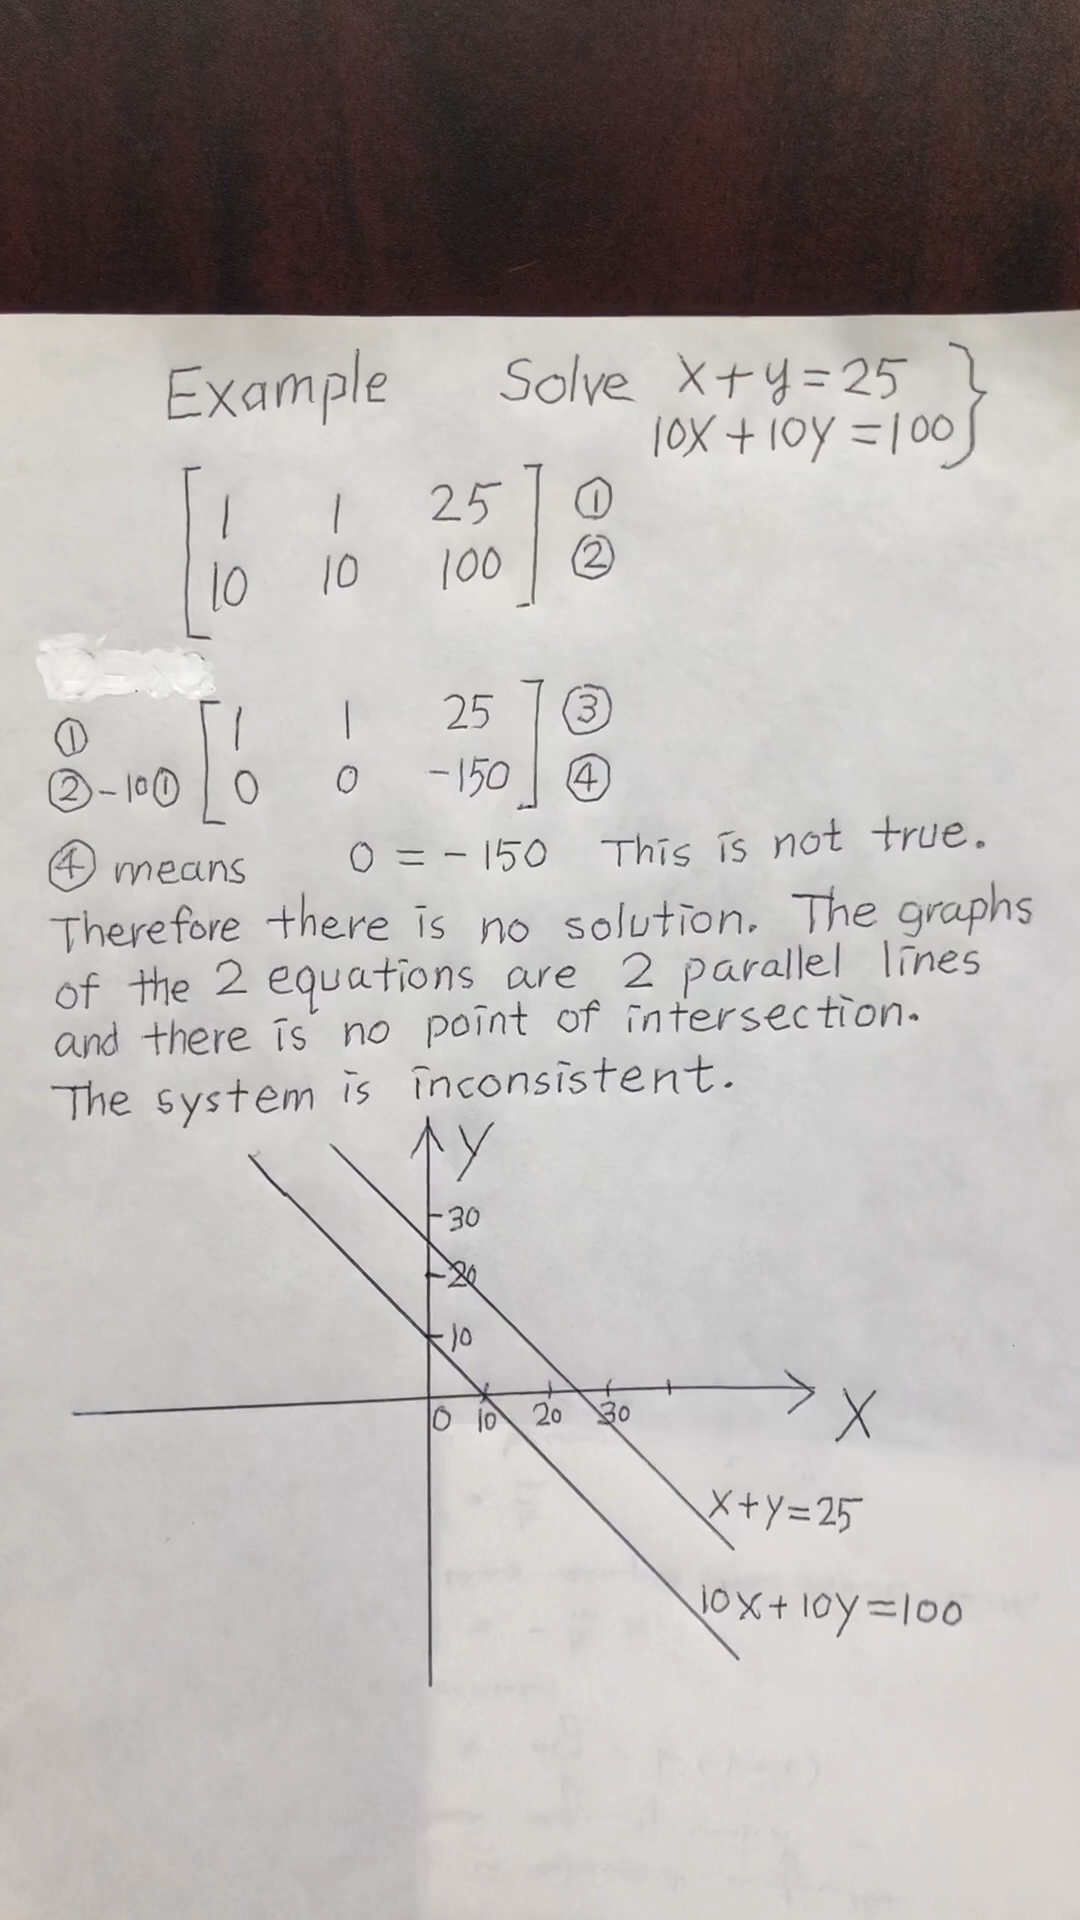 Example Solve x+y=25 }
10x+10y=100
[ 1 1 25 ] ①
10 10 100 ②
① [ 1 1 25 ] ③
②-10① 0 0 -150 ④
④ means 0=-150 This is not true.
Therefore there is no solution. The graphs
of the 2 equations are 2 parallel lines
and there is no point of intersection.
The system is inconsistent.
Y
30
20
10
0 10 20 30 X
x+y=25
10x+10y=100